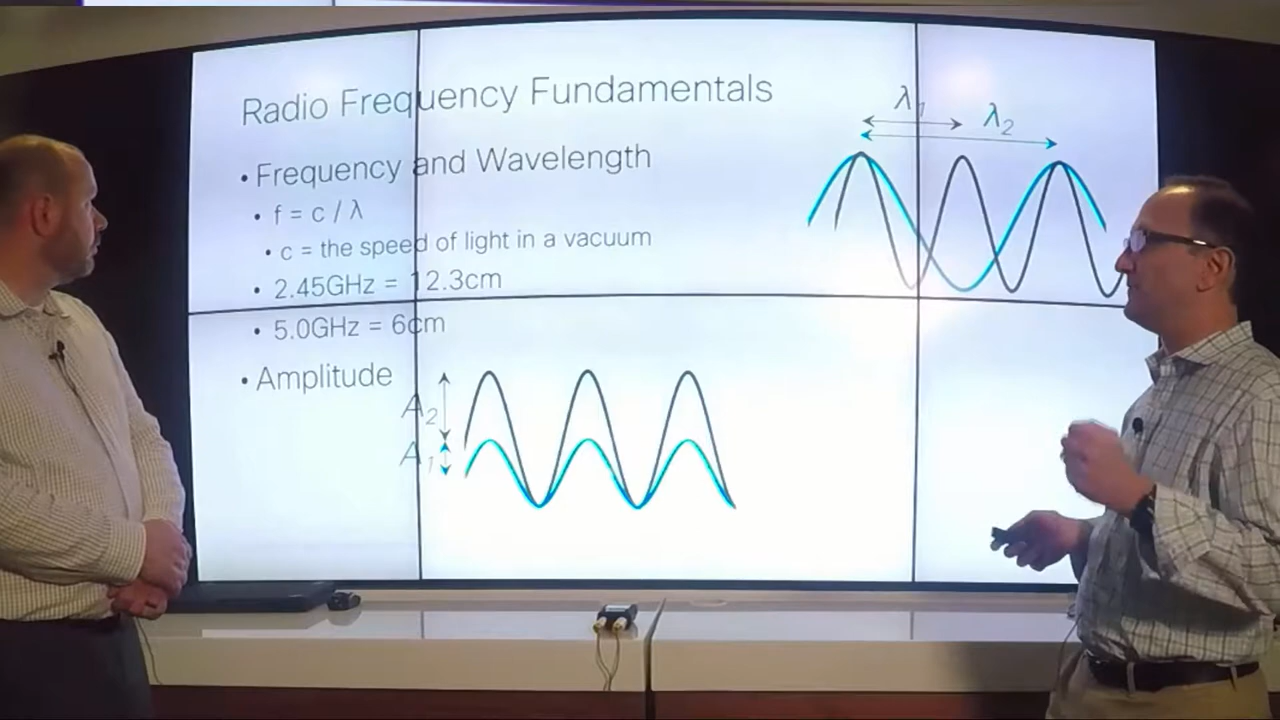 Radio Frequency Fundamentals
λ1
λ2
• Frequency and Wavelength
• f = c / λ
• c = the speed of light in a vacuum
• 2.45GHz = 12.3cm
• 5.0GHz = 6cm
• Amplitude
A2
A1